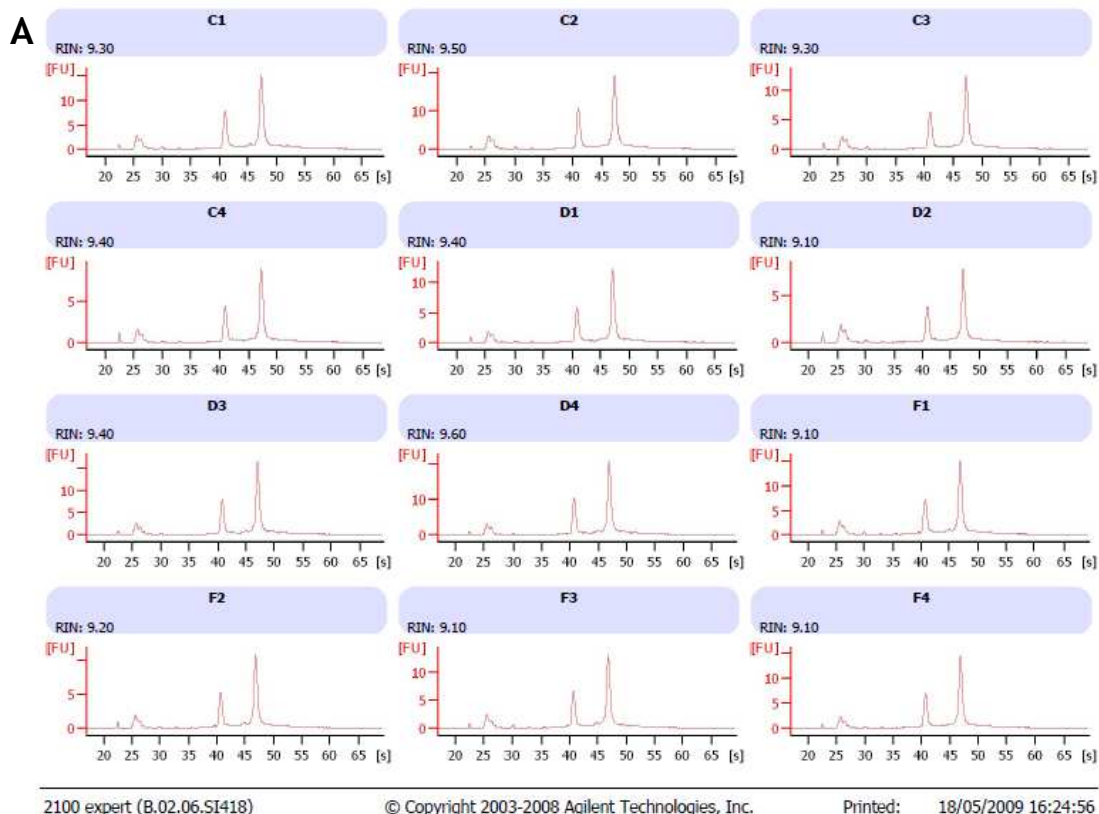 A
C1 C2 C3
RIN: 9.30 RIN: 9.50 RIN: 9.30
[FU] [FU] [FU]
10 10
10 5 5
5
0 0 0
20 25 30 35 40 45 50 55 60 65 [s] 20 25 30 35 40 45 50 55 60 65 [s] 20 25 30 35 40 45 50 55 60 65 [s]
C4 D1 D2
RIN: 9.40 RIN: 9.40 RIN: 9.10
[FU] [FU] [FU]
10
5 5 5
0 0 0
20 25 30 35 40 45 50 55 60 65 [s] 20 25 30 35 40 45 50 55 60 65 [s] 20 25 30 35 40 45 50 55 60 65 [s]
D3 D4 F1
RIN: 9.40 RIN: 9.60 RIN: 9.10
[FU] [FU] [FU]
10 10 10
5 5
0 0 0
20 25 30 35 40 45 50 55 60 65 [s] 20 25 30 35 40 45 50 55 60 65 [s] 20 25 30 35 40 45 50 55 60 65 [s]
F2 F3 F4
RIN: 9.20 RIN: 9.10 RIN: 9.10
[FU] [FU] [FU]
10 10
5 5 5
0 0 0
20 25 30 35 40 45 50 55 60 65 [s] 20 25 30 35 40 45 50 55 60 65 [s] 20 25 30 35 40 45 50 55 60 65 [s]
2100 expert (B.02.06.SI418) © Copyright 2003-2008 Agilent Technologies, Inc. Printed: 18/05/2009 16:24:56